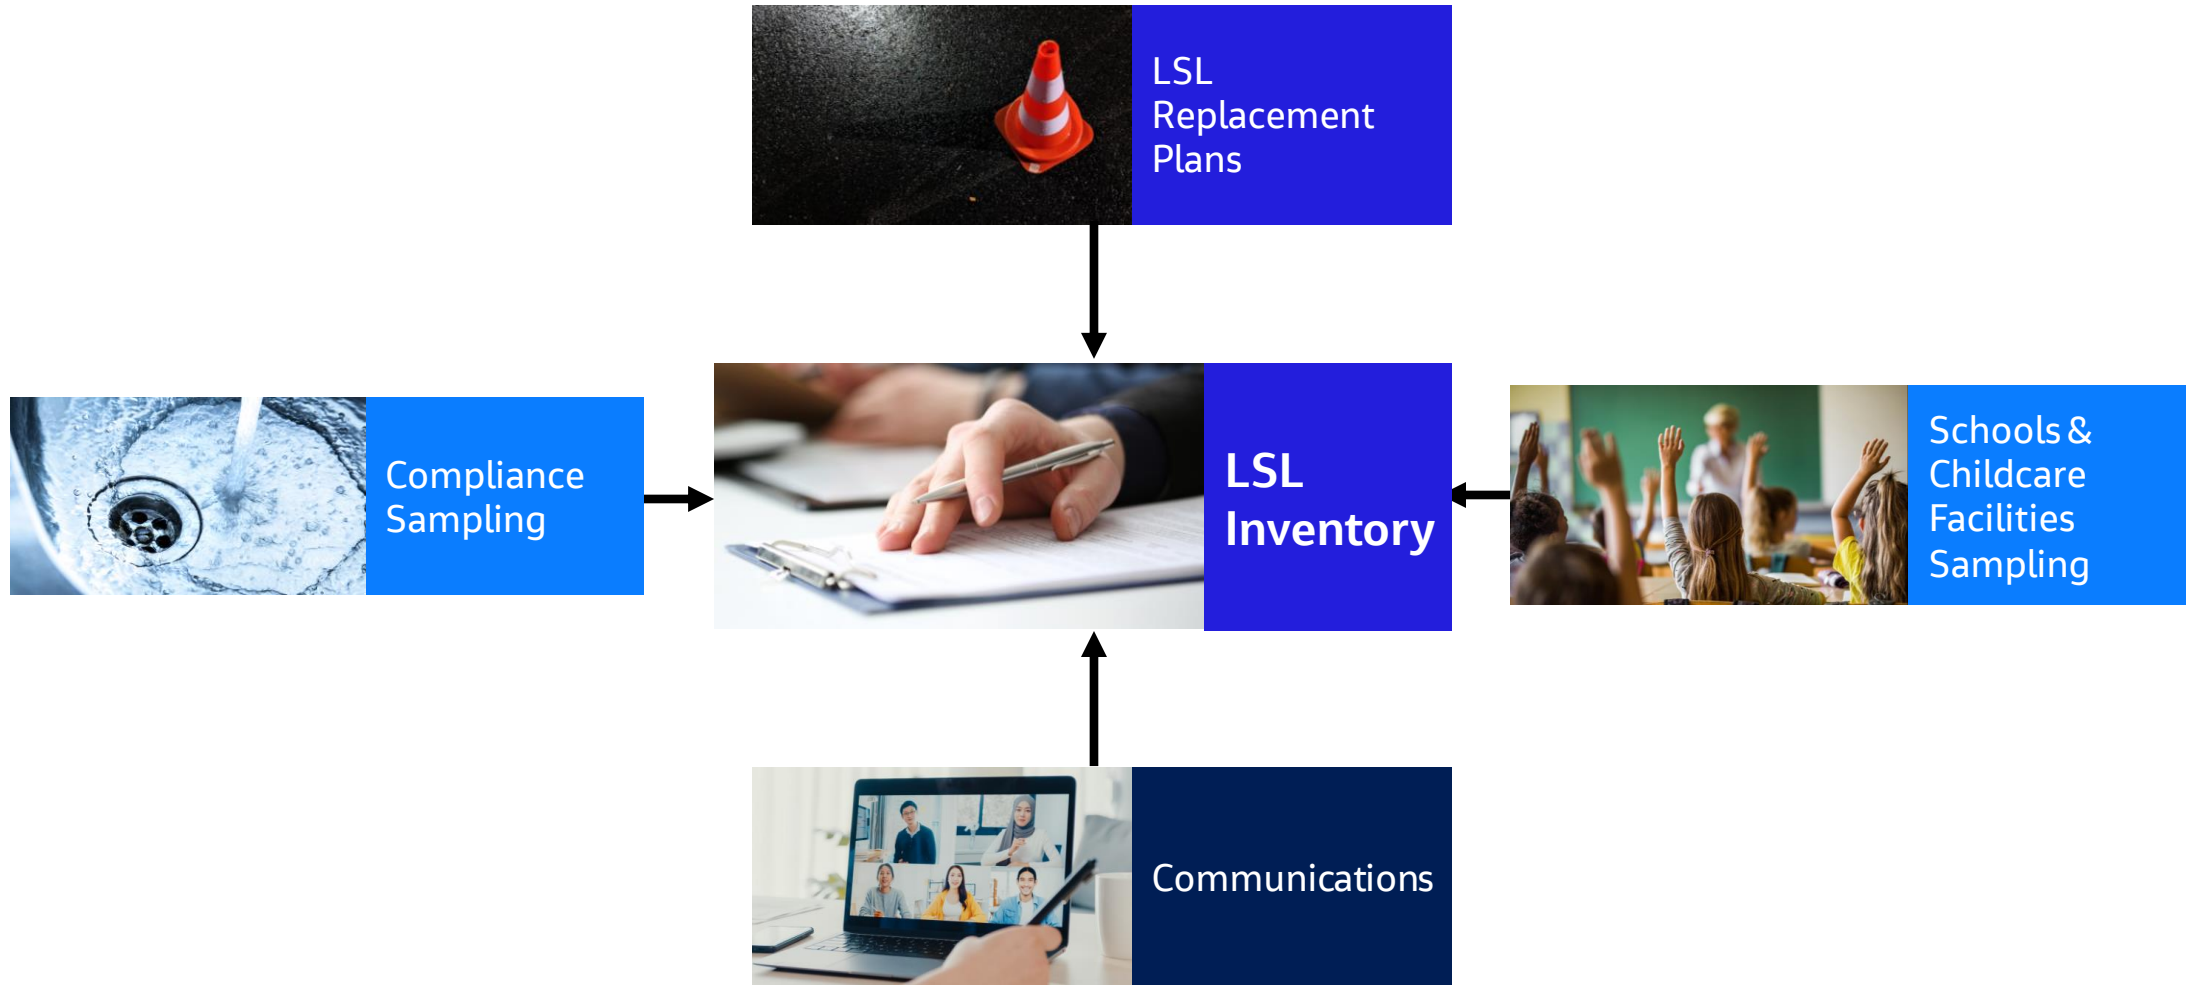 LSL
Replacement
Plans
Compliance
Sampling
LSL
Inventory
Schools &
Childcare
Facilities
Sampling
Communications